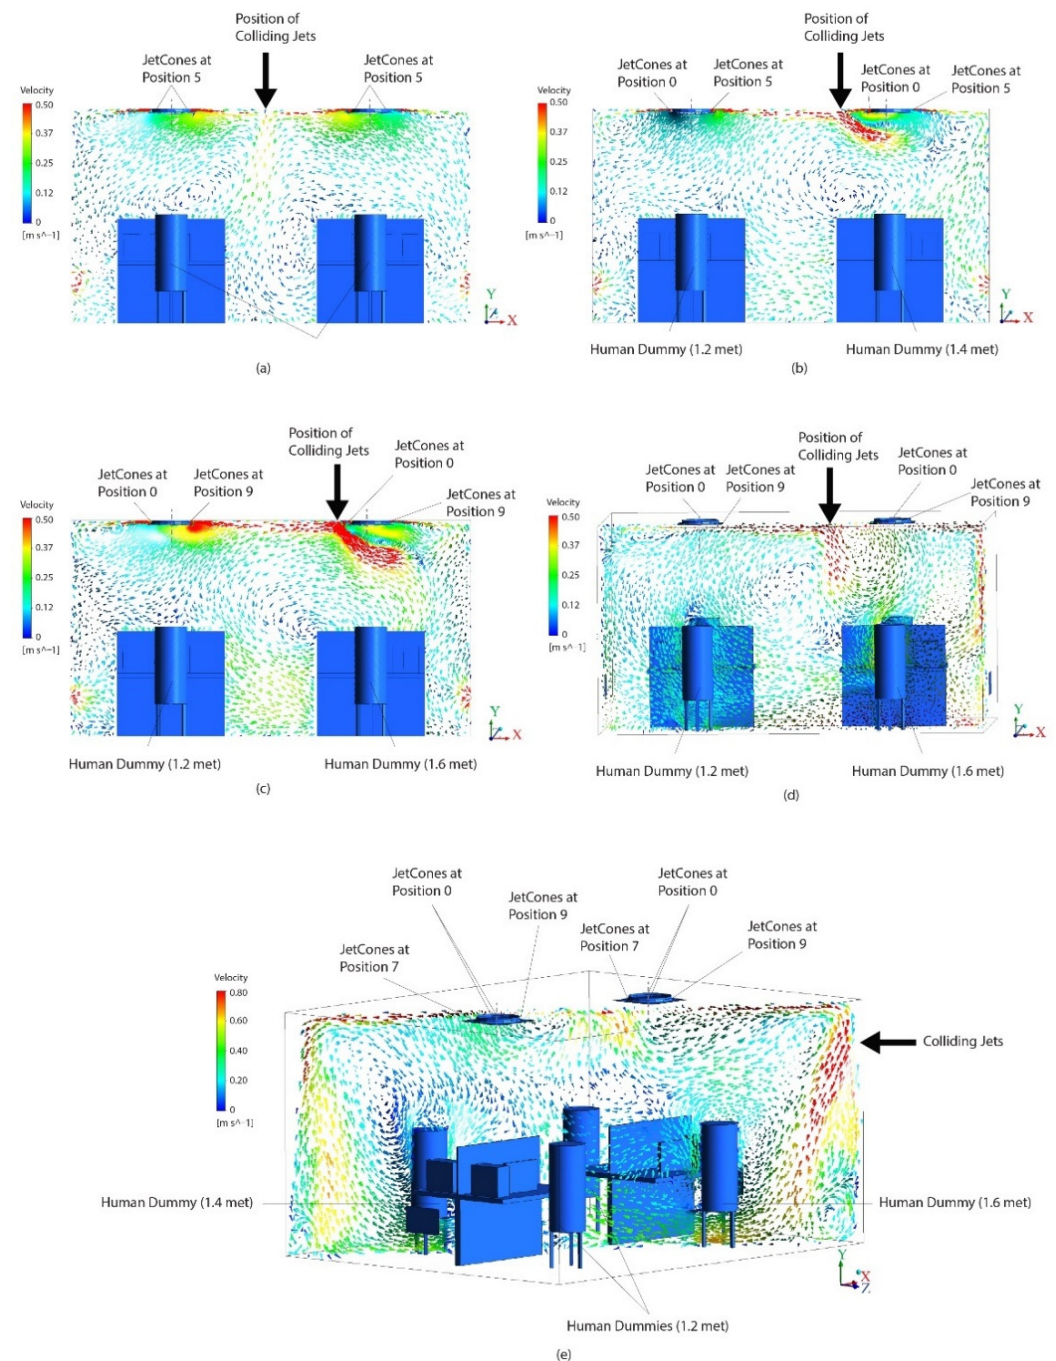 Position of
Colliding Jets
JetCones at
Position 5
JetCones at
Position 5
Velocity
0.50
0.37
0.25
0.12
0
[m s^−1]
Y
X
(a)
Position of
Colliding Jets
JetCones at
Position 0
JetCones at
Position 5
JetCones at
Position 0
JetCones at
Position 5
Velocity
0.50
0.37
0.25
0.12
0
[m s^−1]
Y
X
Human Dummy (1.2 met)
Human Dummy (1.4 met)
(b)
Position of
Colliding Jets
JetCones at
Position 0
JetCones at
Position 9
JetCones at
Position 0
JetCones at
Position 9
Velocity
0.50
0.37
0.25
0.12
0
[m s^−1]
Y
X
Human Dummy (1.2 met)
Human Dummy (1.6 met)
(c)
Position of
Colliding Jets
JetCones at
Position 0
JetCones at
Position 9
JetCones at
Position 0
JetCones at
Position 9
Velocity
0.50
0.37
0.25
0.12
0
[m s^−1]
Y
X
Human Dummy (1.2 met)
Human Dummy (1.6 met)
(d)
JetCones at
Position 0
JetCones at
Position 9
JetCones at
Position 7
JetCones at
Position 0
JetCones at
Position 7
JetCones at
Position 9
Velocity
0.80
0.60
0.40
0.20
0
[m s^−1]
Colliding Jets
Human Dummy (1.4 met)
Human Dummy (1.6 met)
Y
X
Z
Human Dummies (1.2 met)
(e)